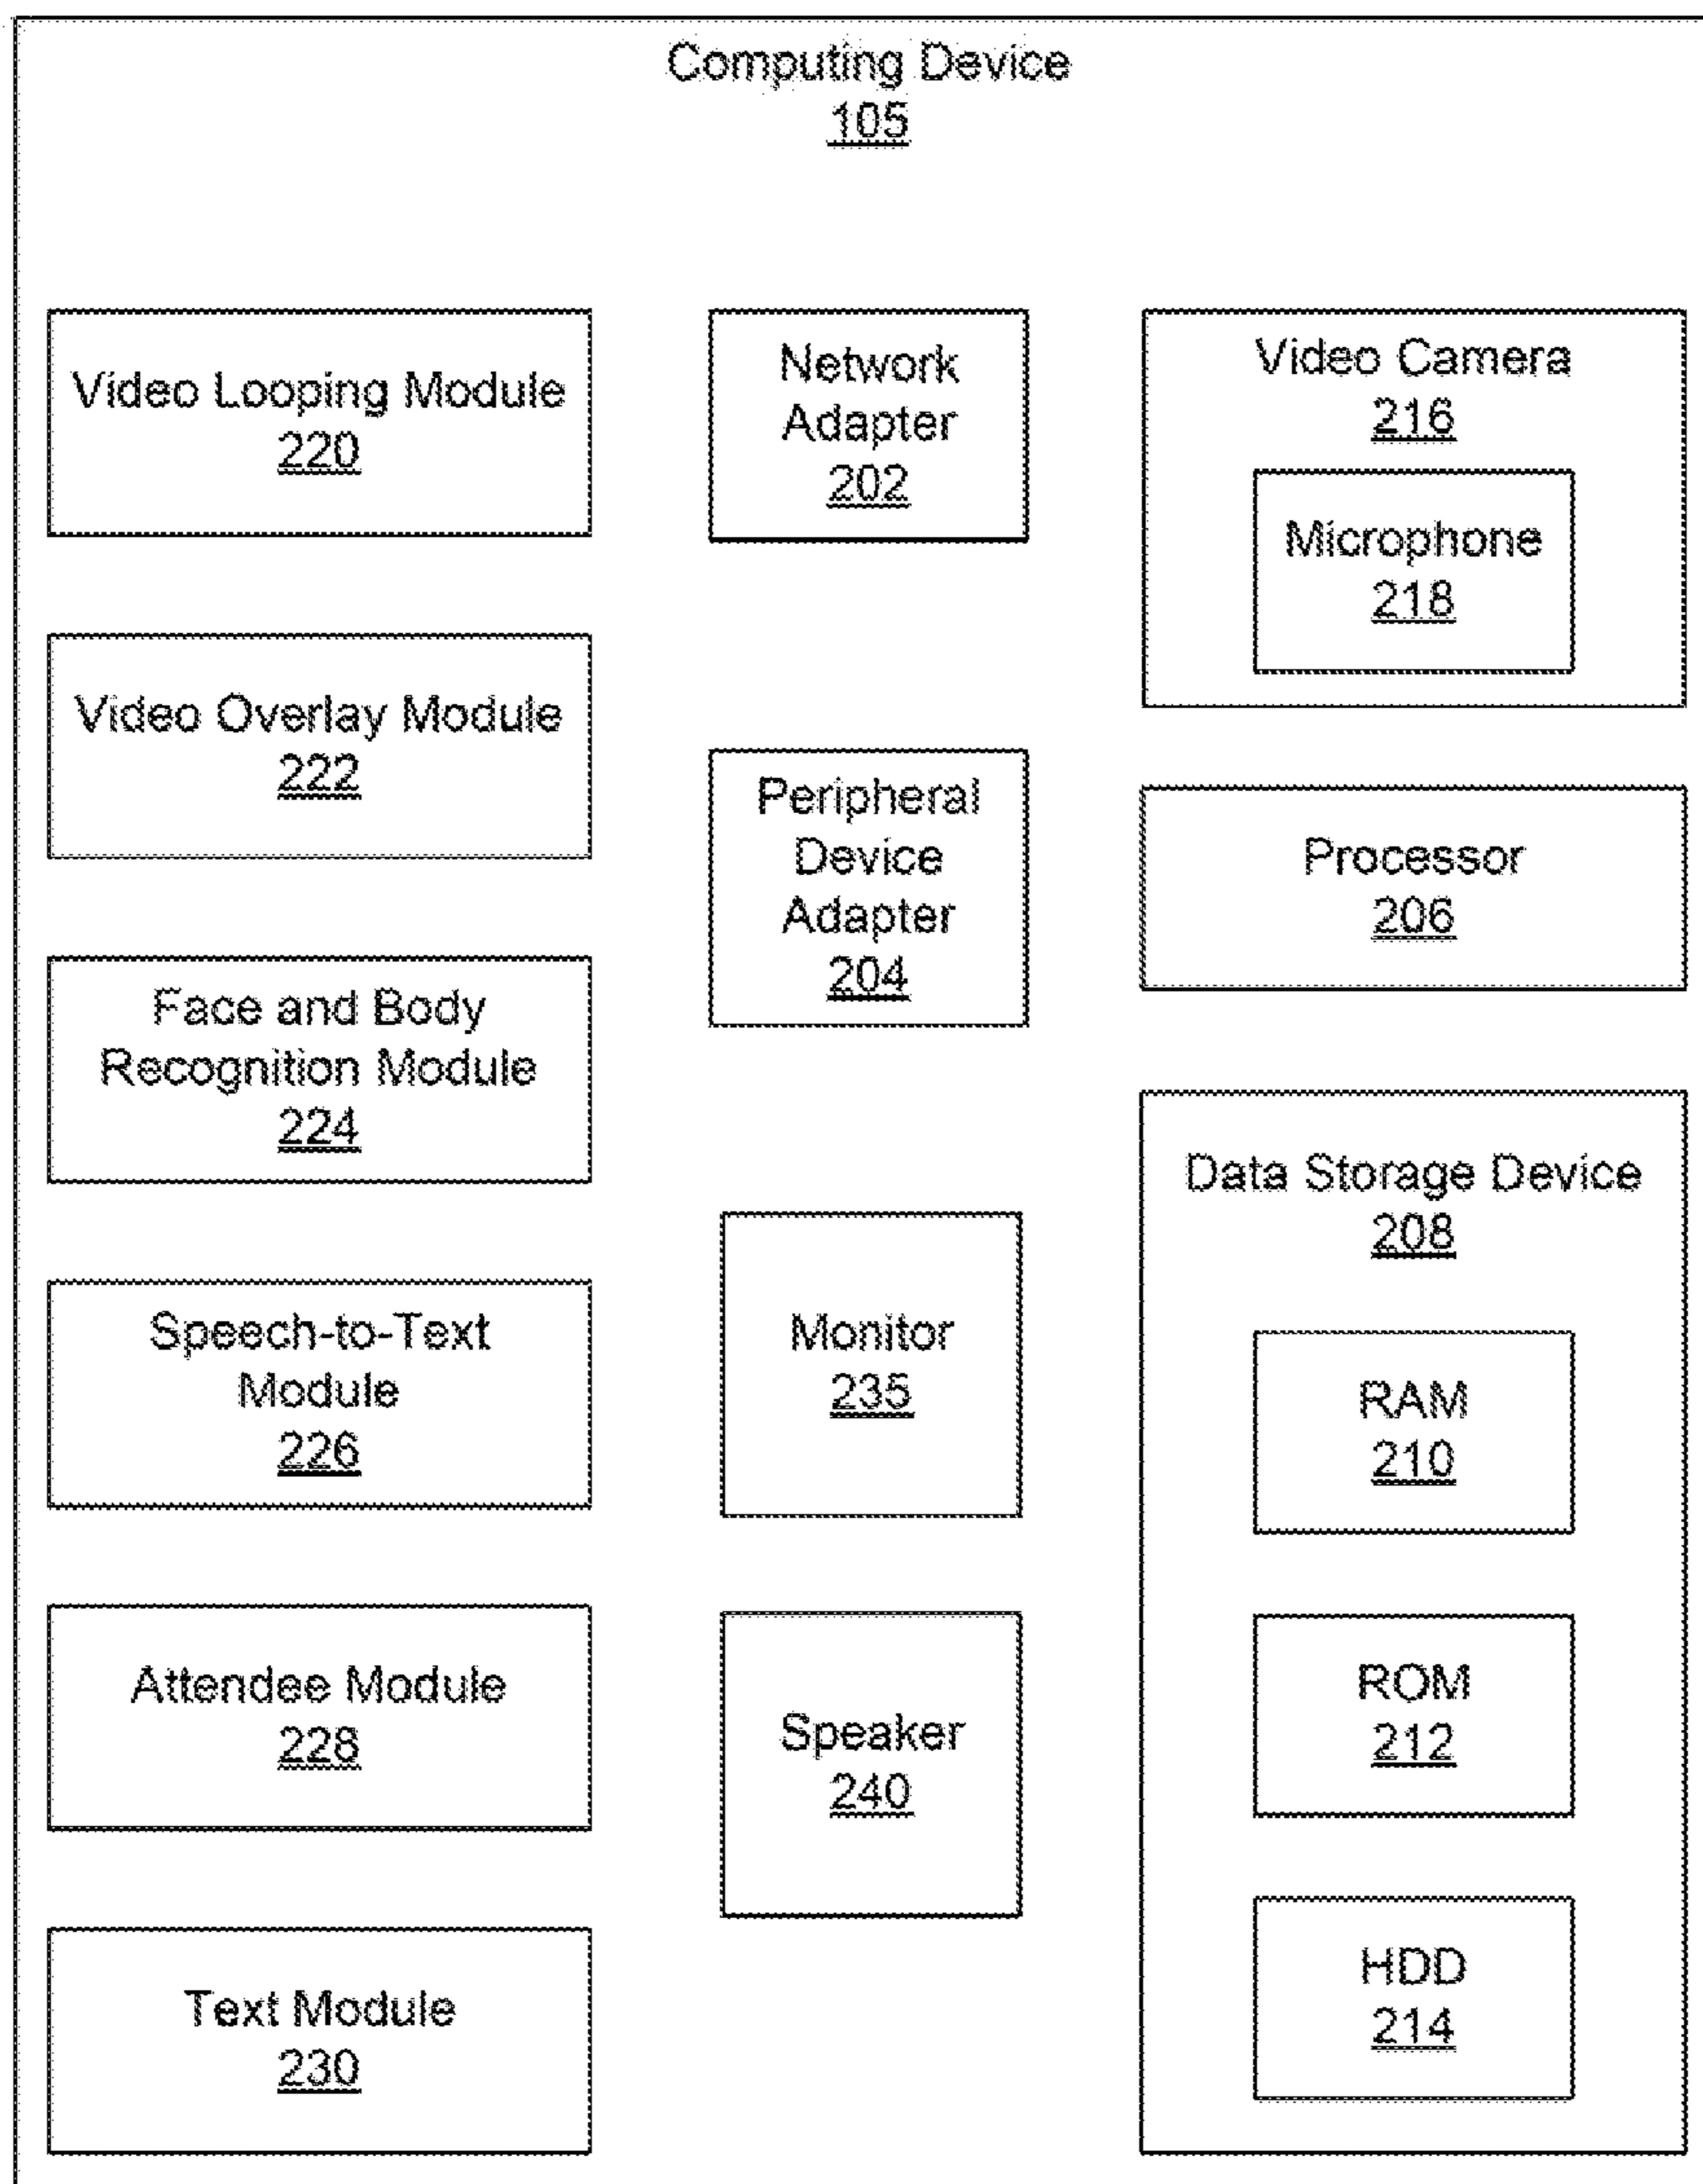 Computing Device
105
Video Looping Module
220
Video Overlay Module
222
Face and Body
Recognition Module
224
Speech-to-Text
Module
226
Attendee Module
228
Text Module
230
Network
Adapter
202
Peripheral
Device
Adapter
204
Monitor
235
Speaker
240
Video Camera
216
Microphone
218
Processor
206
Data Storage Device
208
RAM
210
ROM
212
HDD
214